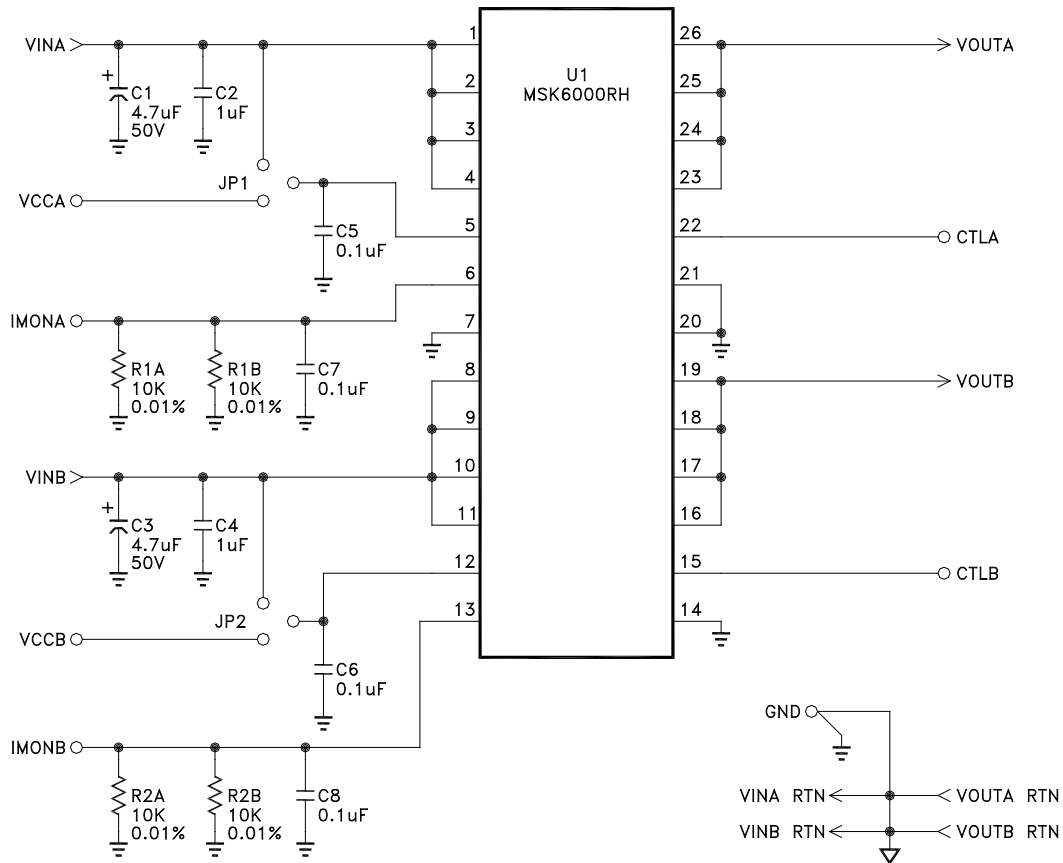 VINA
+
C1
4.7uF
50V
C2
1uF
JP1
VCCA
C5
0.1uF
IMONA
R1A
10K
0.01%
R1B
10K
0.01%
C7
0.1uF
VINB
+
C3
4.7uF
50V
C4
1uF
JP2
VCCB
C6
0.1uF
IMONB
R2A
10K
0.01%
R2B
10K
0.01%
C8
0.1uF
U1
MSK6000RH
1
2
3
4
5
6
7
8
9
10
11
12
13
26
25
24
23
22
21
20
19
18
17
16
15
14
VOUTA
CTLA
VOUTB
CTLB
GND
VINA RTN
VOUTA RTN
VINB RTN
VOUTB RTN